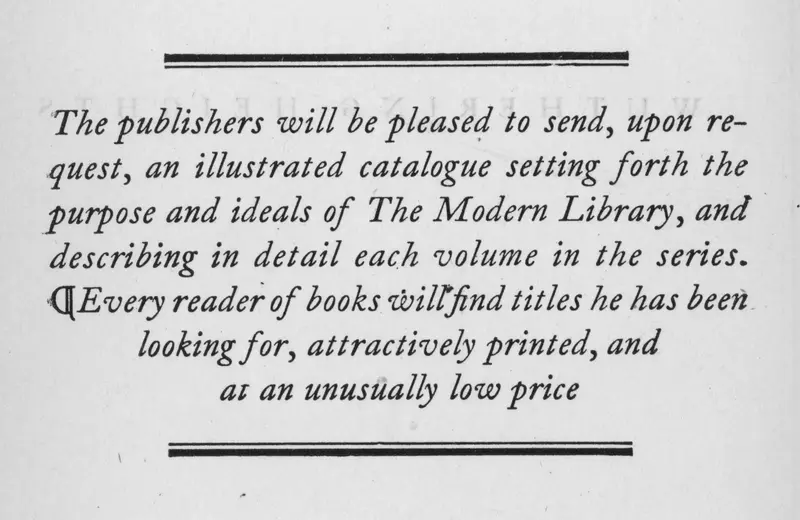 The publishers will be pleased to send, upon re-
quest, an illustrated catalogue setting forth the
purpose and ideals of The Modern Library, and
describing in detail each volume in the series.
¶Every reader of books will find titles he has been
looking for, attractively printed, and
at an unusually low price